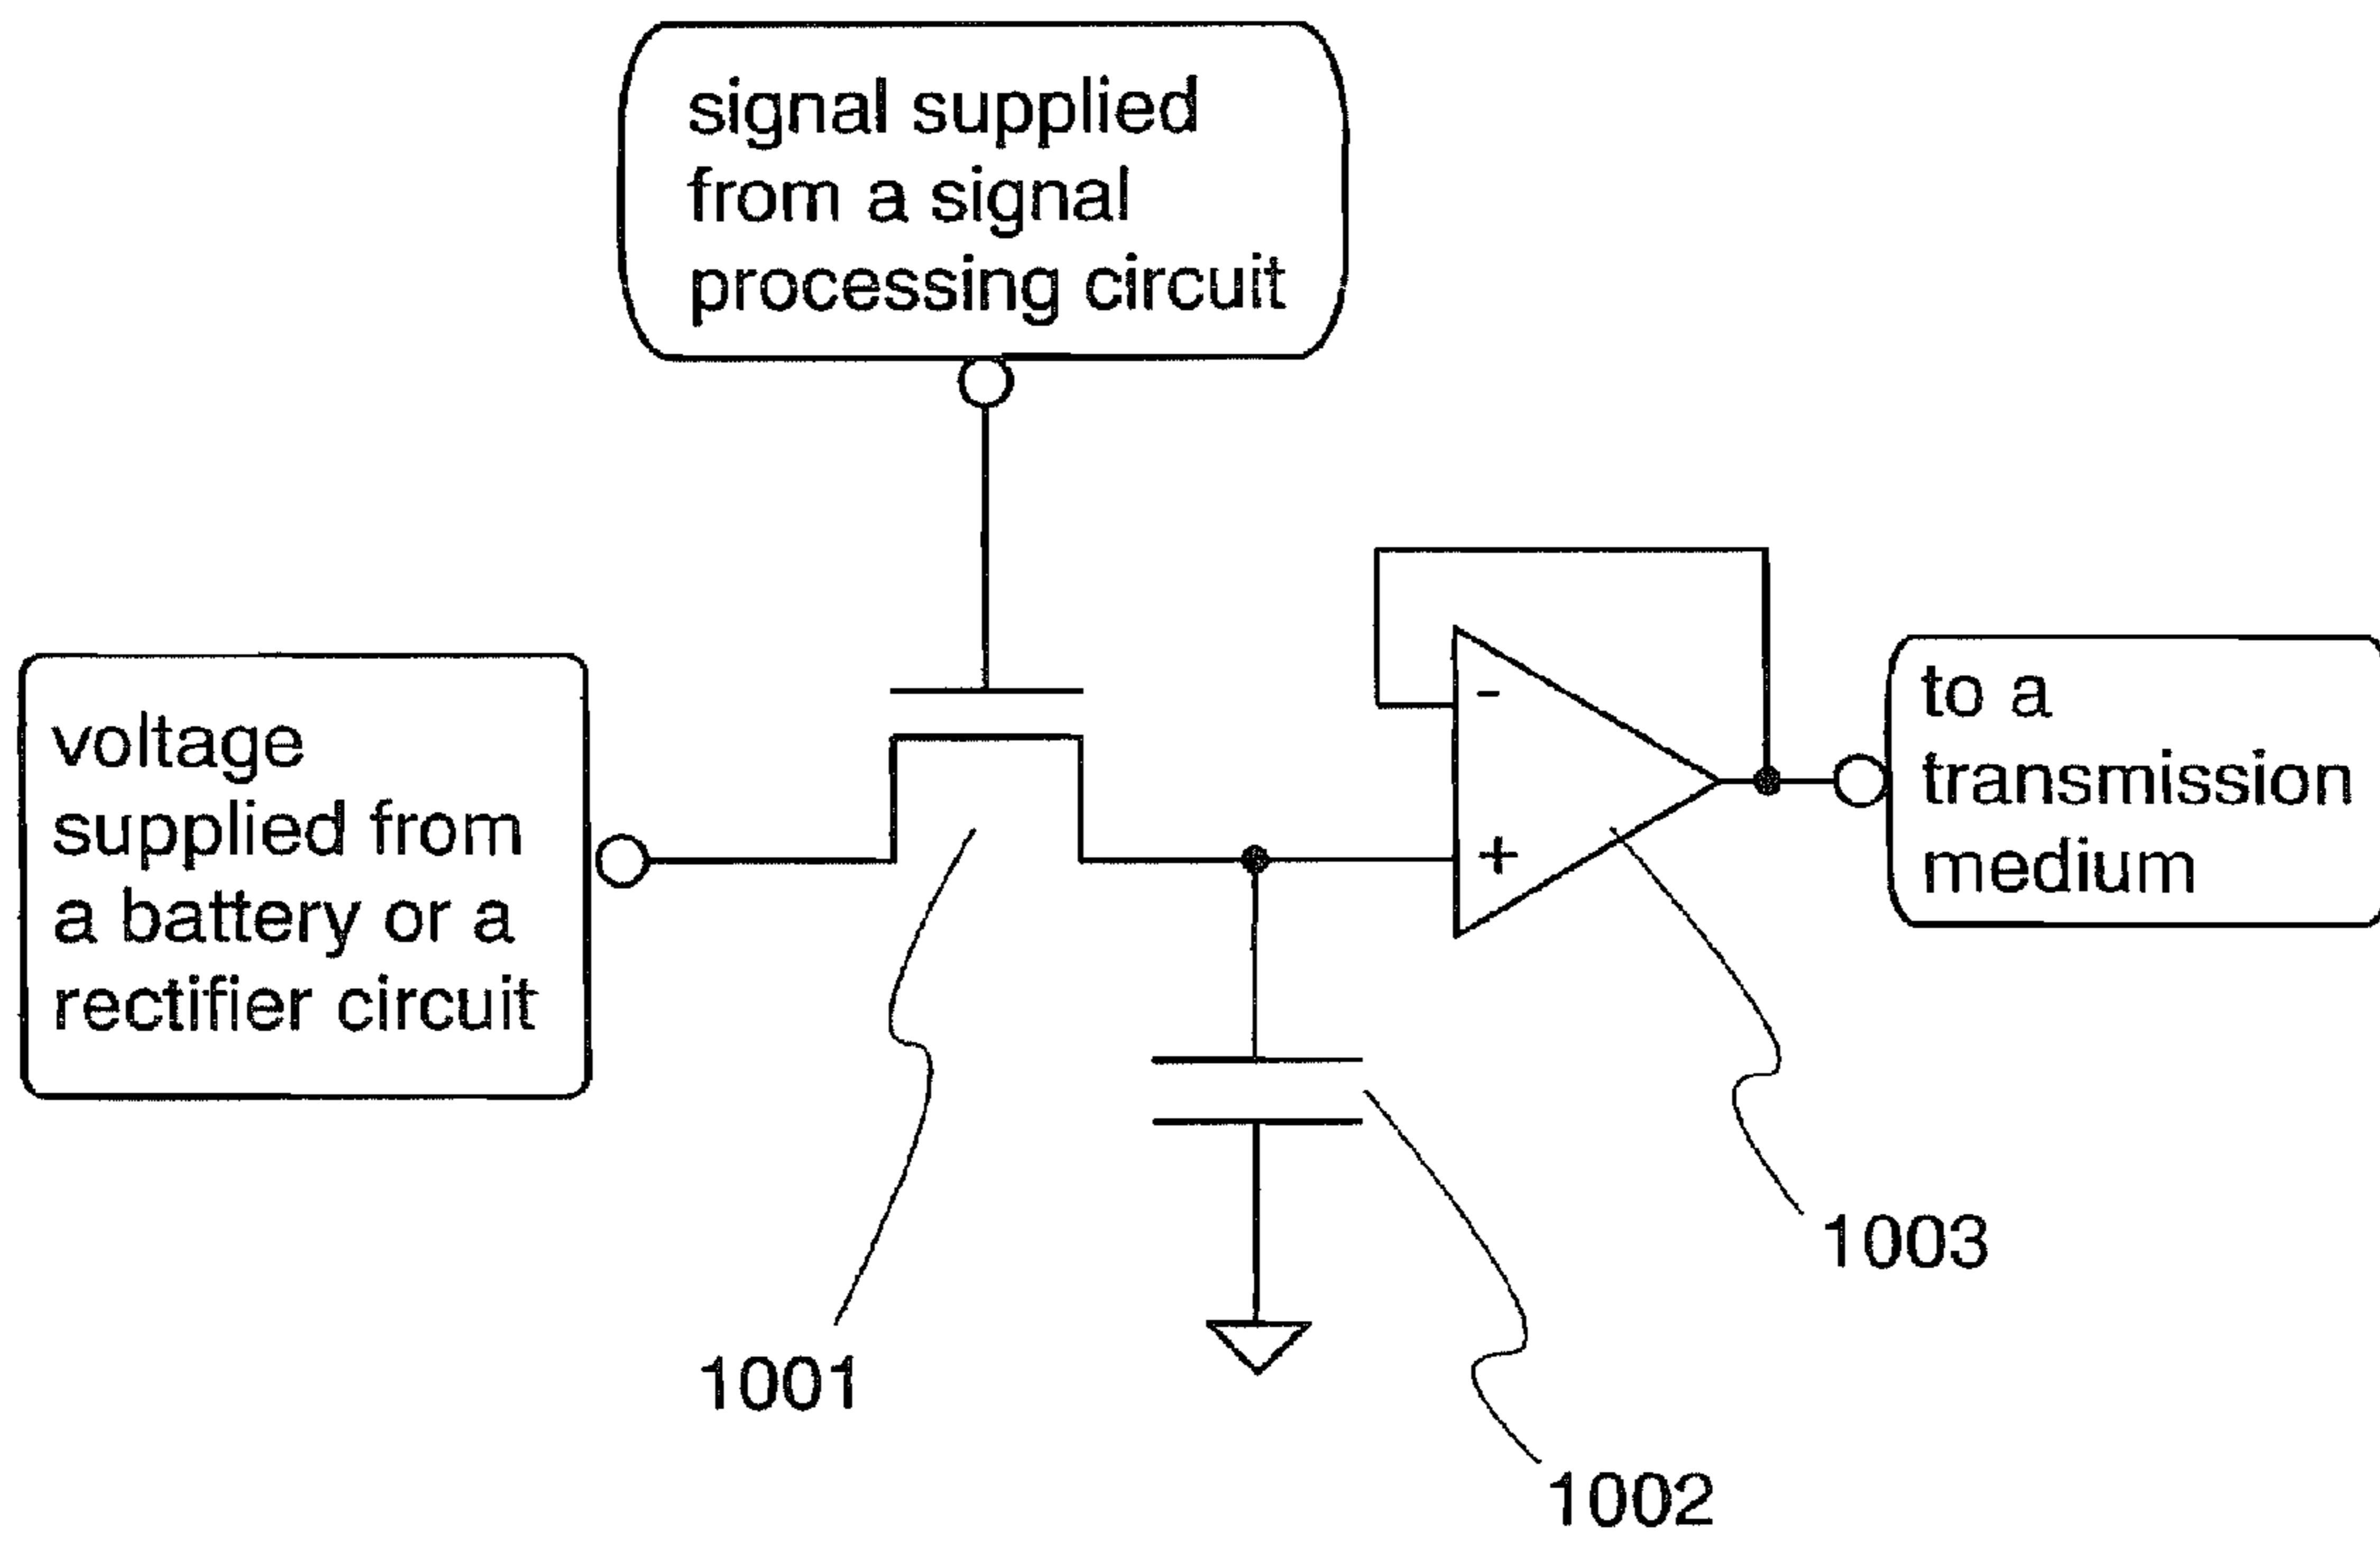 signal supplied
from a signal
processing circuit
voltage
supplied from
a battery or a
rectifier circuit
-
+
to a
transmission
medium
1003
1001
1002